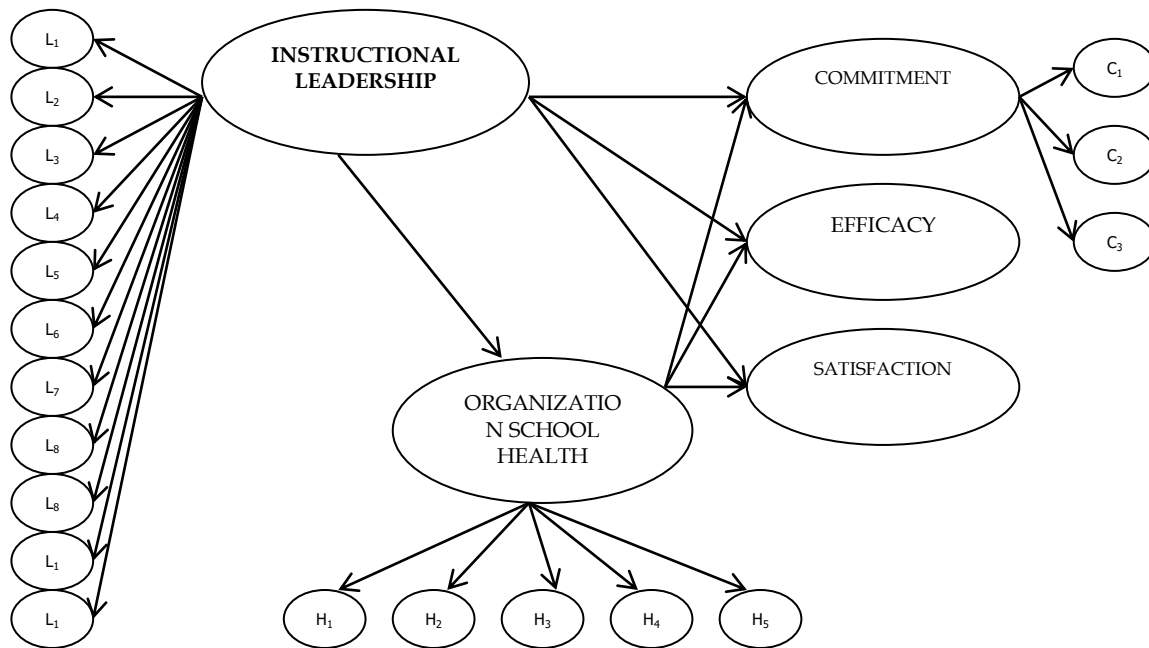 L₁
L₂
L₃
L₄
L₅
L₆
L₇
L₈
L₈
L₁
L₁
INSTRUCTIONAL
LEADERSHIP
COMMITMENT
EFFICACY
SATISFACTION
C₁
C₂
C₃
ORGANIZATIO
N SCHOOL
HEALTH
H₁
H₂
H₃
H₄
H₅